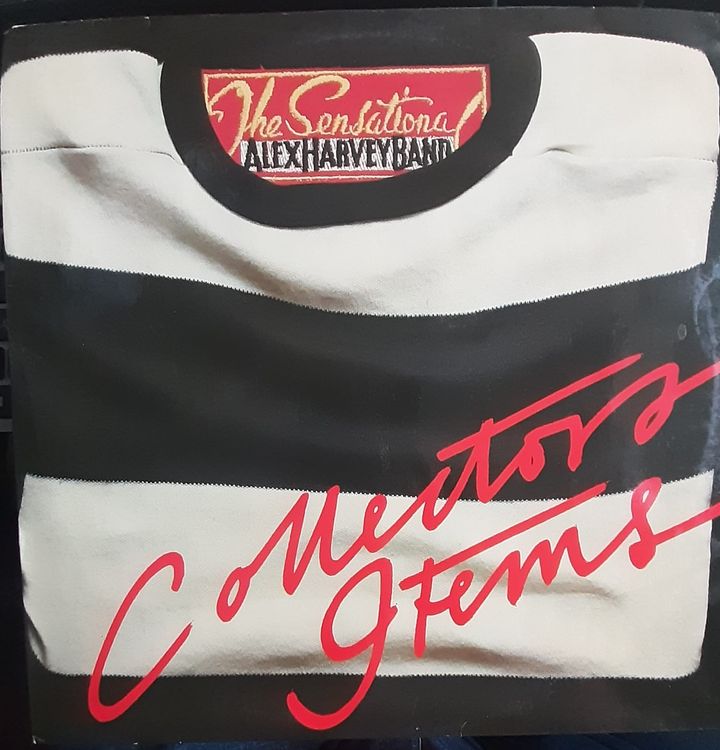 The Sensational
ALEX HARVEY BAND
Collectors
Items